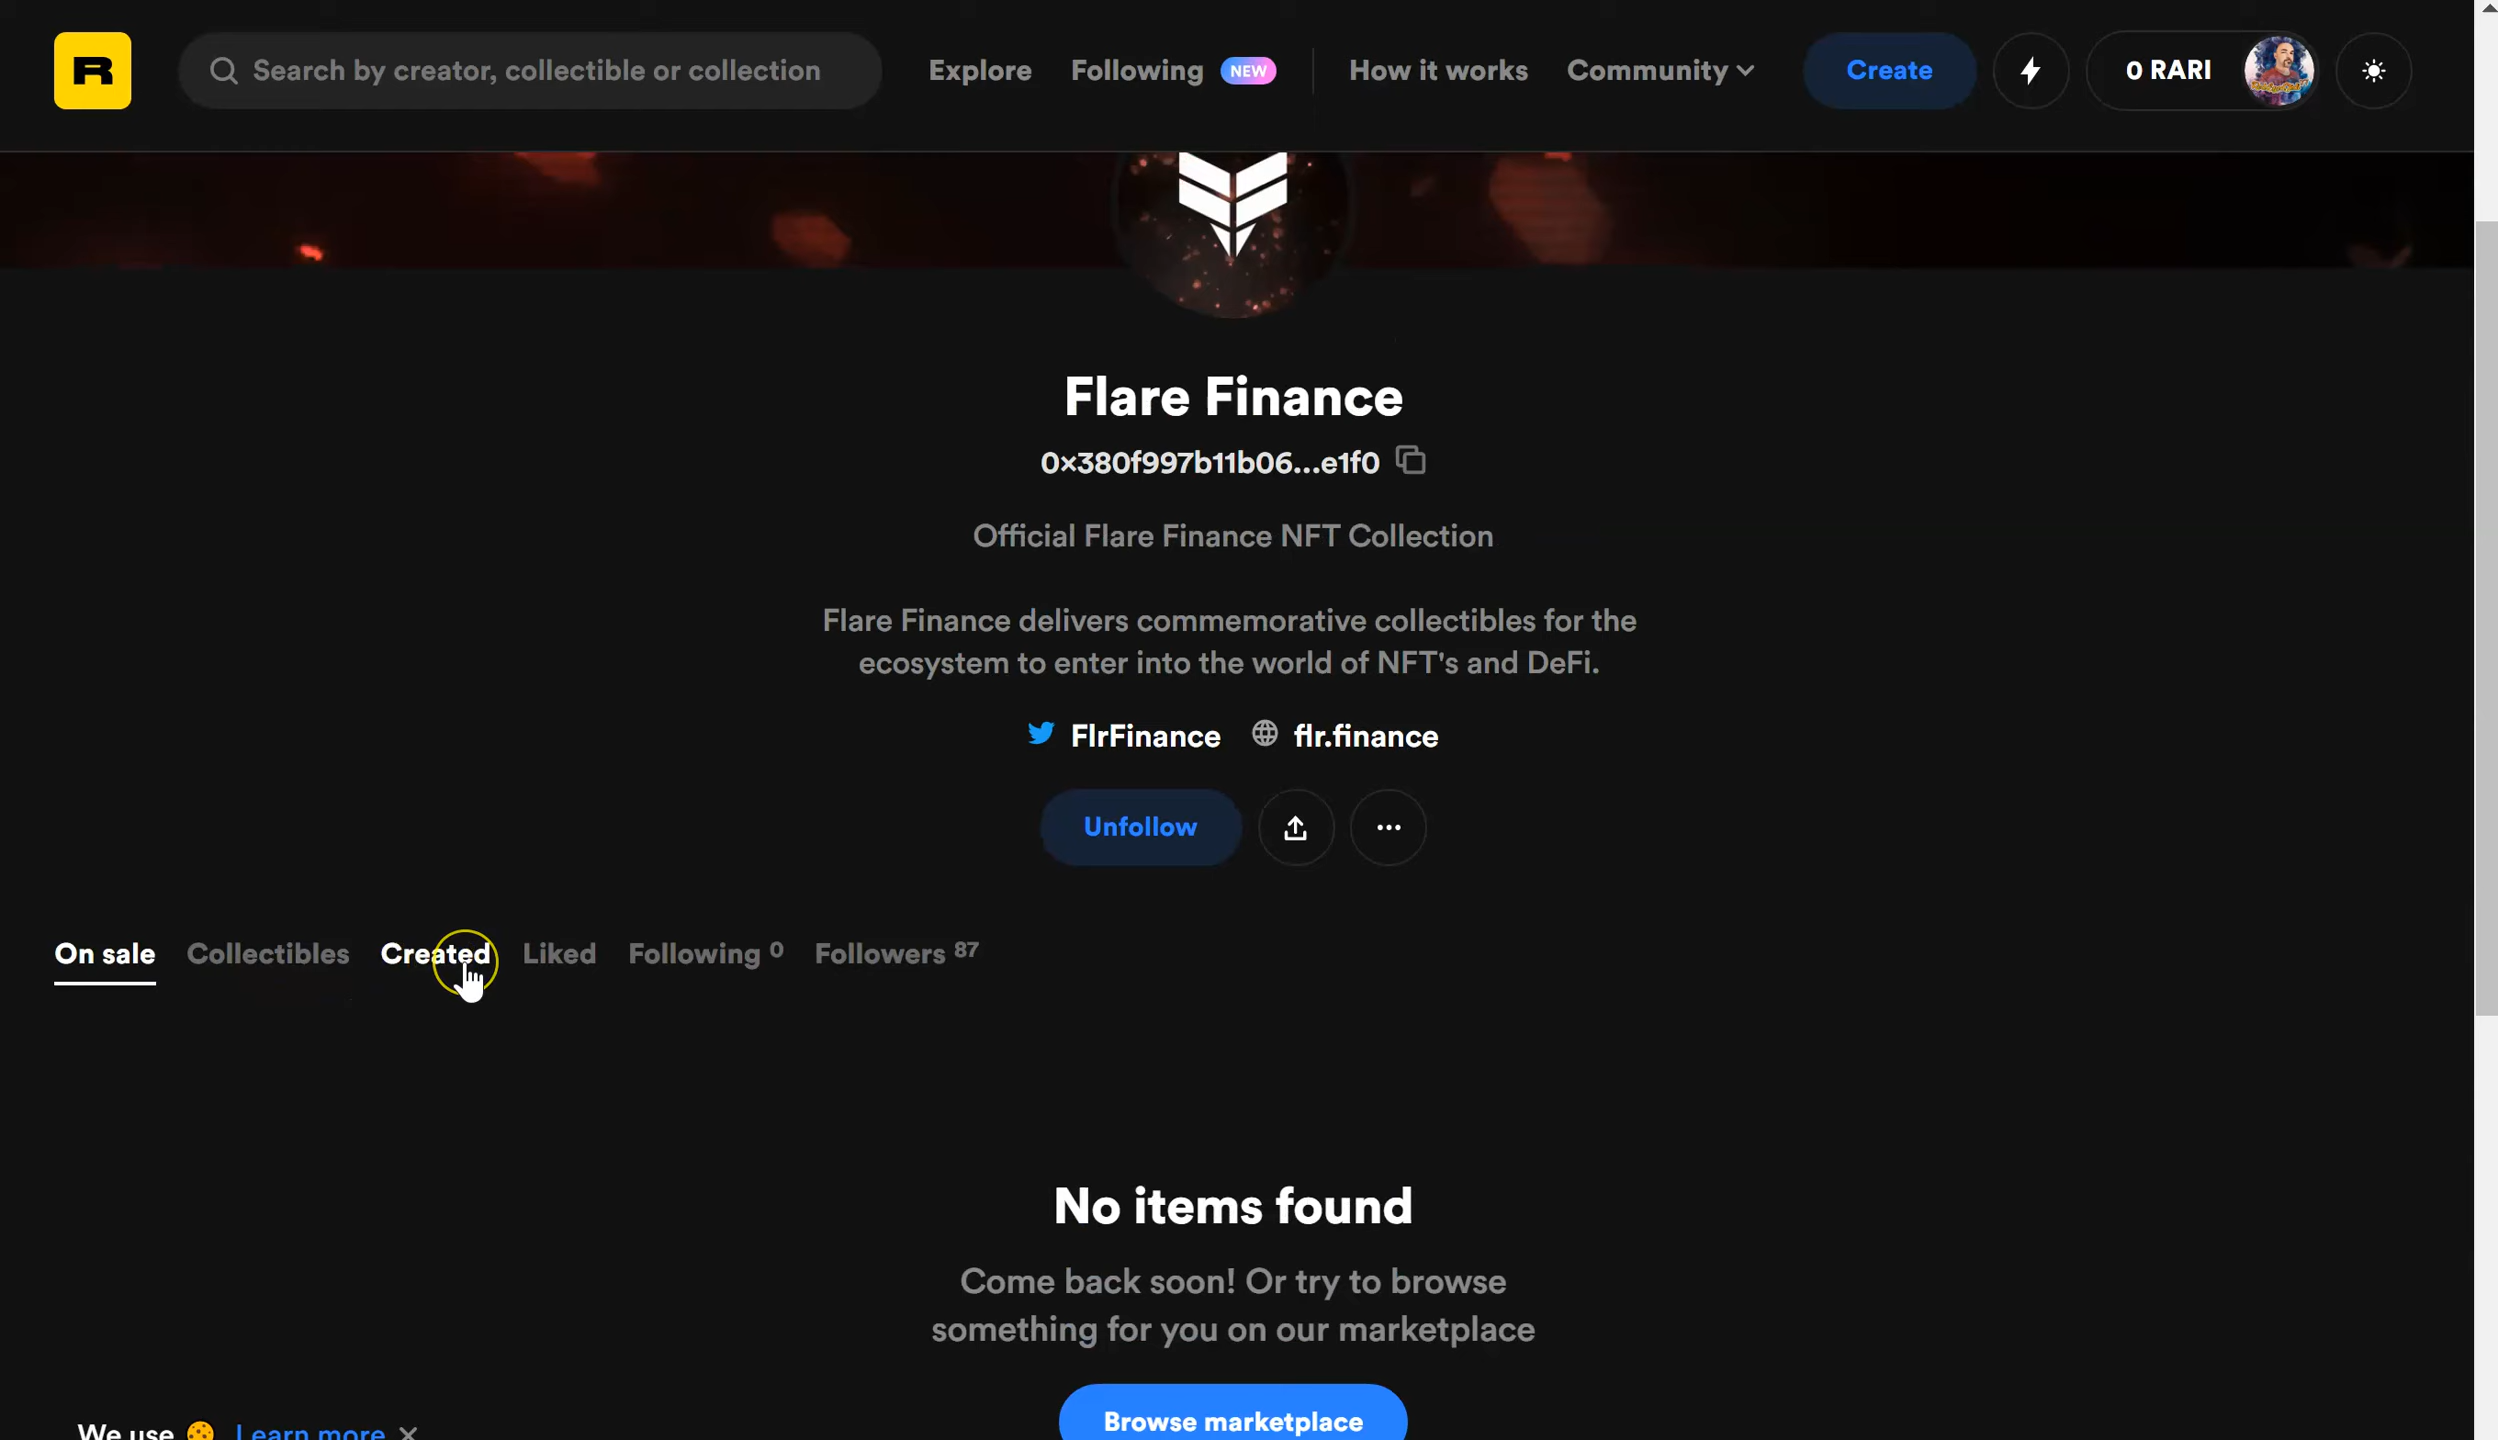 R Search by creator, collectible or collection Explore Following NEW How it works Community Create 0 RARI
Flare Finance
0x380f997b11b06...e1f0
Official Flare Finance NFT Collection
Flare Finance delivers commemorative collectibles for the
ecosystem to enter into the world of NFT's and DeFi.
FlrFinance flr.finance
Unfollow
On sale Collectibles Created Liked Following 0 Followers 87
No items found
Come back soon! Or try to browse
something for you on our marketplace
Browse marketplace
We use Learn more